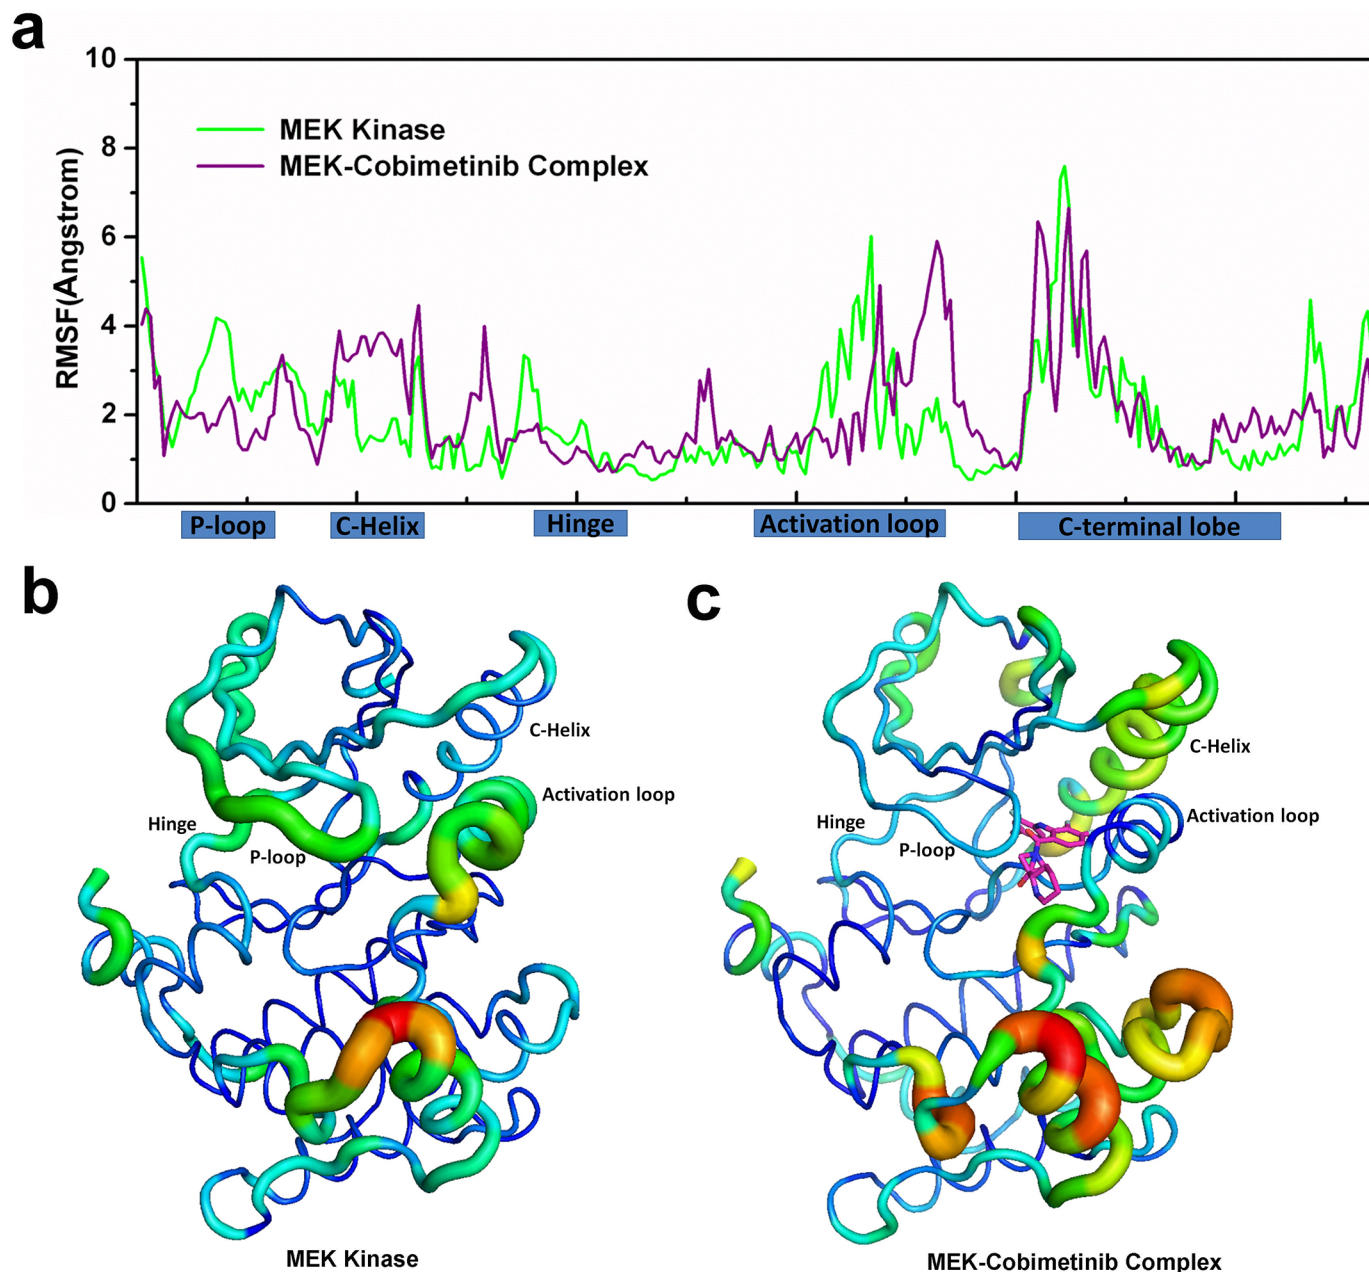 a
10
8
6
4
2
0
RMSF(Angstrom)
MEK Kinase
MEK-Cobimetinib Complex
P-loop
C-Helix
Hinge
Activation loop
C-terminal lobe
b
C-Helix
Activation loop
Hinge
P-loop
MEK Kinase
c
C-Helix
Activation loop
Hinge
P-loop
MEK-Cobimetinib Complex